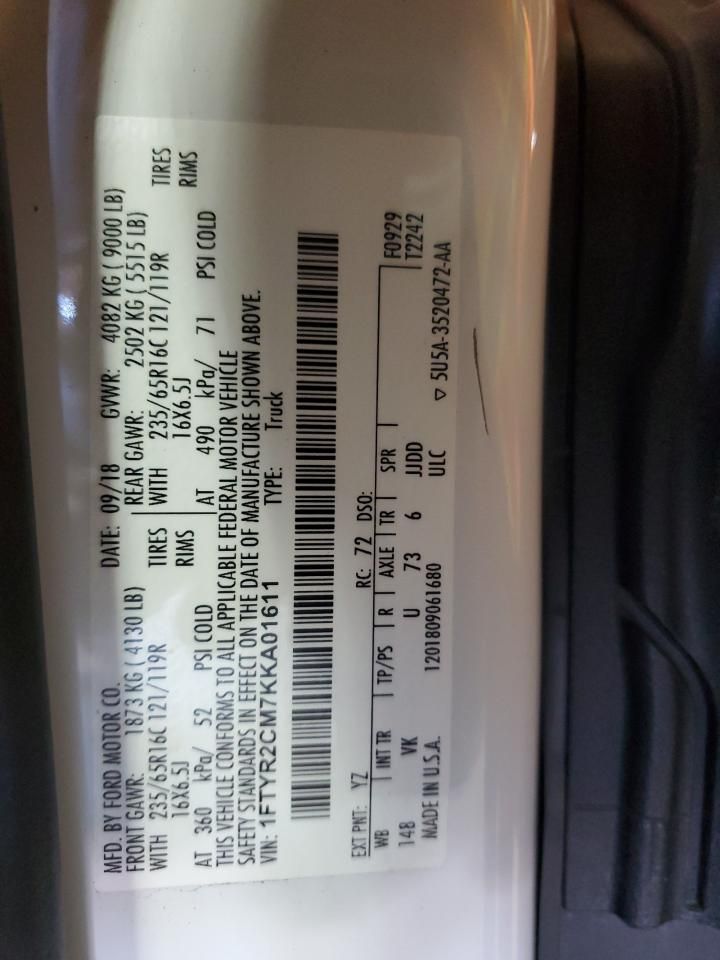 MFD. BY FORD MOTOR CO.
DATE: 09/18 GVWR: 4082 KG ( 9000 LB)
FRONT GAWR: 1873 KG ( 4130 LB) REAR GAWR: 2502 KG ( 5515 LB)
WITH 235/65R16C 121/119R TIRES WITH 235/65R16C 121/119R TIRES
16X6.5J RIMS 16X6.5J RIMS
AT 360 kPa/ 52 PSI COLD AT 490 kPa/ 71 PSI COLD
THIS VEHICLE CONFORMS TO ALL APPLICABLE FEDERAL MOTOR VEHICLE
SAFETY STANDARDS IN EFFECT ON THE DATE OF MANUFACTURE SHOWN ABOVE.
VIN: 1FTYR2CM7KKA01611 TYPE: Truck
EXT PNT: YZ RC: 72 DSO:
WB INT TR TP/PS R AXLE TR SPR F0929
148 VK U 73 6 JJDD T2242
MADE IN U.S.A. 1201809061680 ULC
▽ 5U5A-3520472-AA